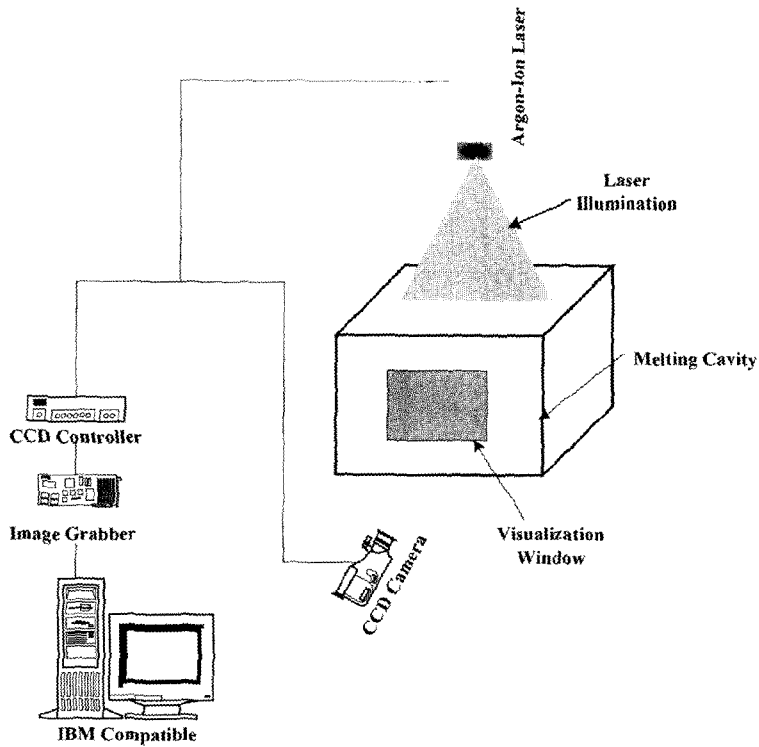 Argon-Ion Laser
Laser
Illumination
Melting Cavity
CCD Controller
Image Grabber
Visualization
Window
CCD Camera
IBM Compatible